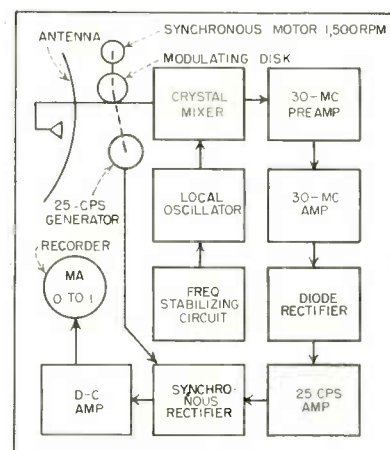 SYNCHRONOUS MOTOR 1,500RPM
ANTENNA
MODULATING DISK
CRYSTAL
MIXER
30-MC
PREAMP
25-CPS
GENERATOR
LOCAL
OSCILLATOR
30-MC
AMP
RECORDER
MA
0 TO 1
FREQ
STABILIZING
CIRCUIT
DIODE
RECTIFIER
D-C
AMP
SYNCHRO-
NOUS
RECTIFIER
25 CPS
AMP